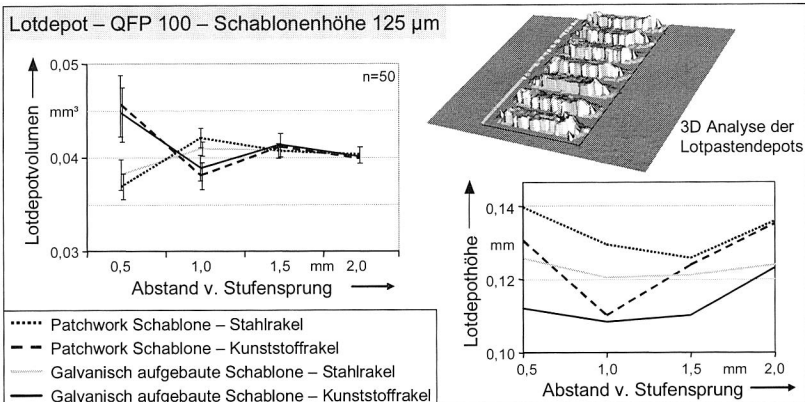 Lotdepot – QFP 100 – Schablonenhöhe 125 µm
0,05
mm³
0,04
0,03
Lotdepotvolumen
n=50
0,5 1,0 1,5 mm 2,0
Abstand v. Stufensprung
3D Analyse der
Lotpastendepots
0,14
mm
0,12
0,10
Lotdepothöhe
0,5 1,0 1,5 mm 2,0
Abstand v. Stufensprung
Patchwork Schablone – Stahlrakel
Patchwork Schablone – Kunststoffrakel
Galvanisch aufgebaute Schablone – Stahlrakel
Galvanisch aufgebaute Schablone – Kunststoffrakel